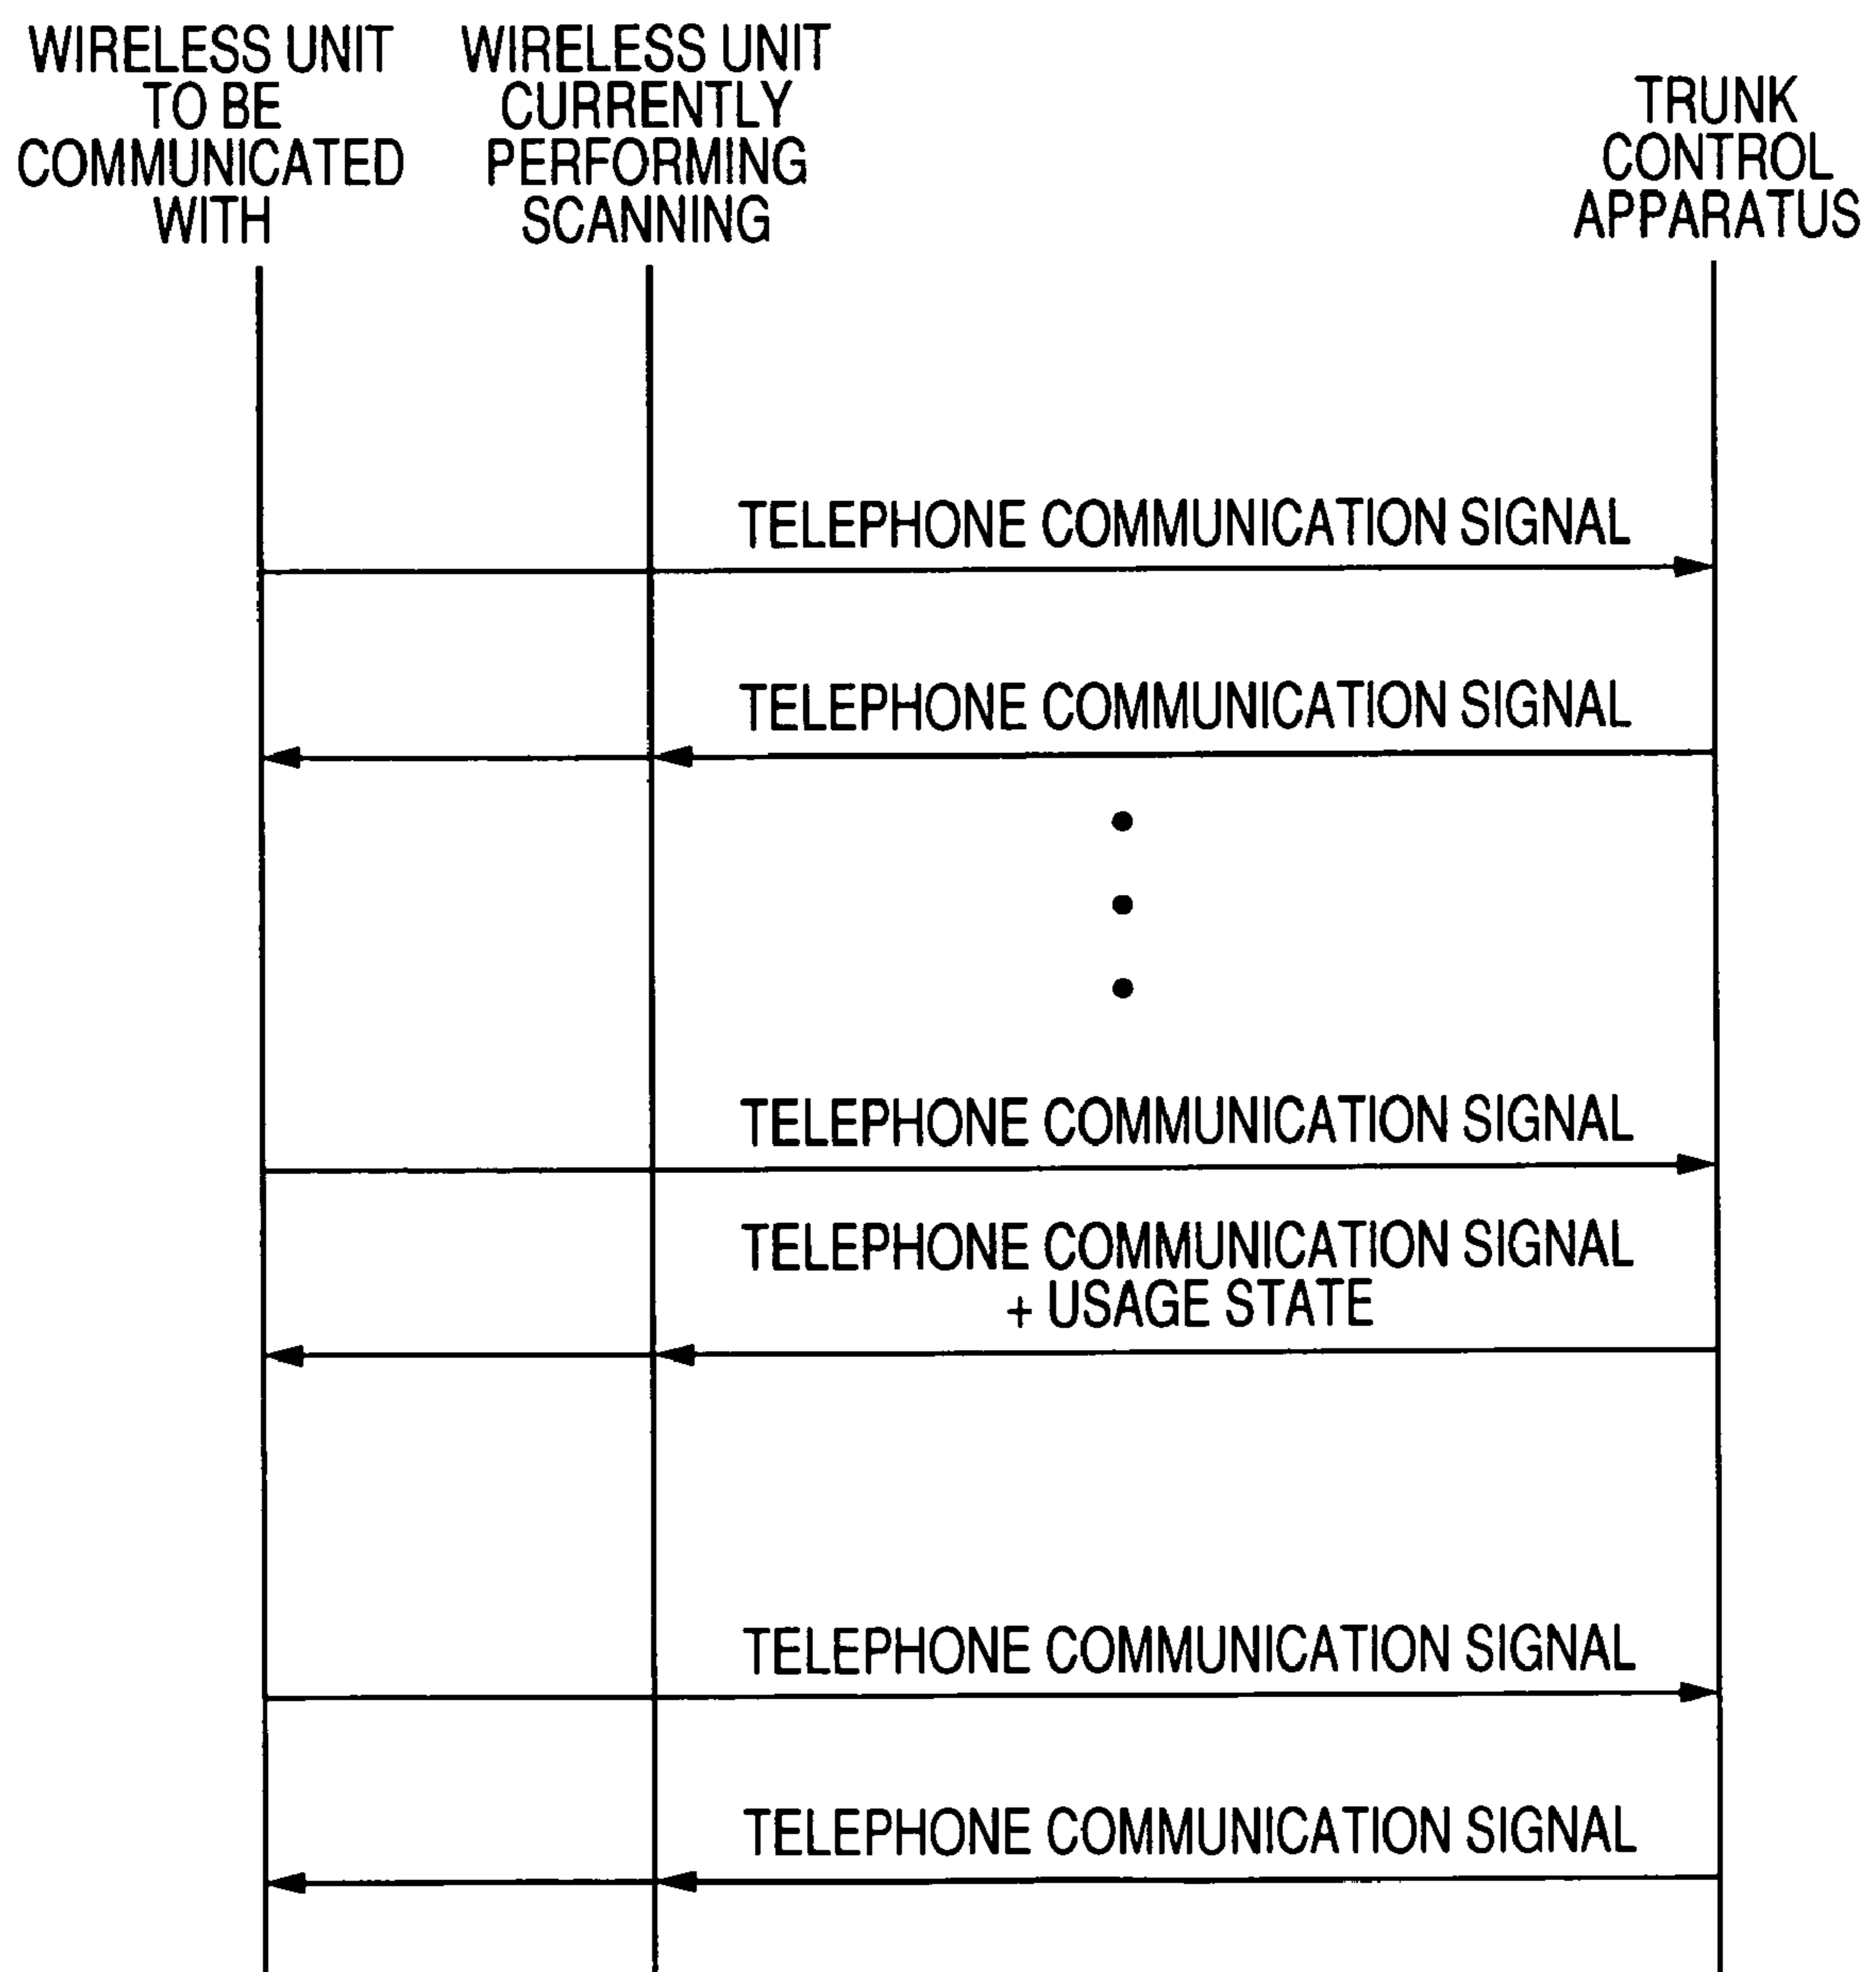 WIRELESS UNIT
TO BE
COMMUNICATED
WITH
WIRELESS UNIT
CURRENTLY
PERFORMING
SCANNING
TRUNK
CONTROL
APPARATUS
TELEPHONE COMMUNICATION SIGNAL
TELEPHONE COMMUNICATION SIGNAL
TELEPHONE COMMUNICATION SIGNAL
TELEPHONE COMMUNICATION SIGNAL
+ USAGE STATE
TELEPHONE COMMUNICATION SIGNAL
TELEPHONE COMMUNICATION SIGNAL